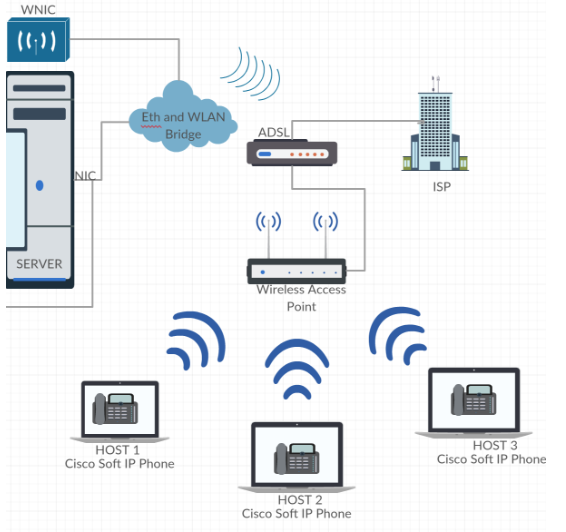 WNIC
Eth and WLAN
Bridge
ADSL
ISP
NIC
SERVER
Wireless Access
Point
HOST 1
Cisco Soft IP Phone
HOST 2
Cisco Soft IP Phone
HOST 3
Cisco Soft IP Phone